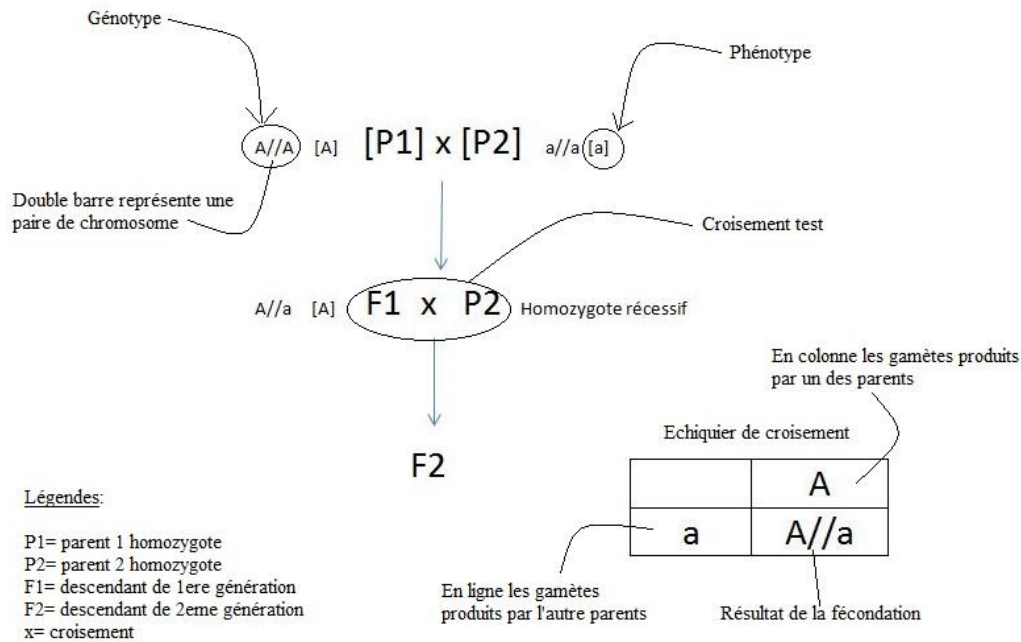 Génotype
Phénotype
A//A [A] [P1] x [P2] a//a [a]
Double barre représente une
paire de chromosome
Croisement test
A//a [A] F1 x P2 Homozygote récessif
En colonne les gamètes produits
par un des parents
Echiquier de croisement
F2
A
a A//a
Légendes:
P1= parent 1 homozygote
P2= parent 2 homozygote
F1= descendant de 1ere génération
F2= descendant de 2eme génération
x= croisement
En ligne les gamètes
produits par l'autre parents
Résultat de la fécondation